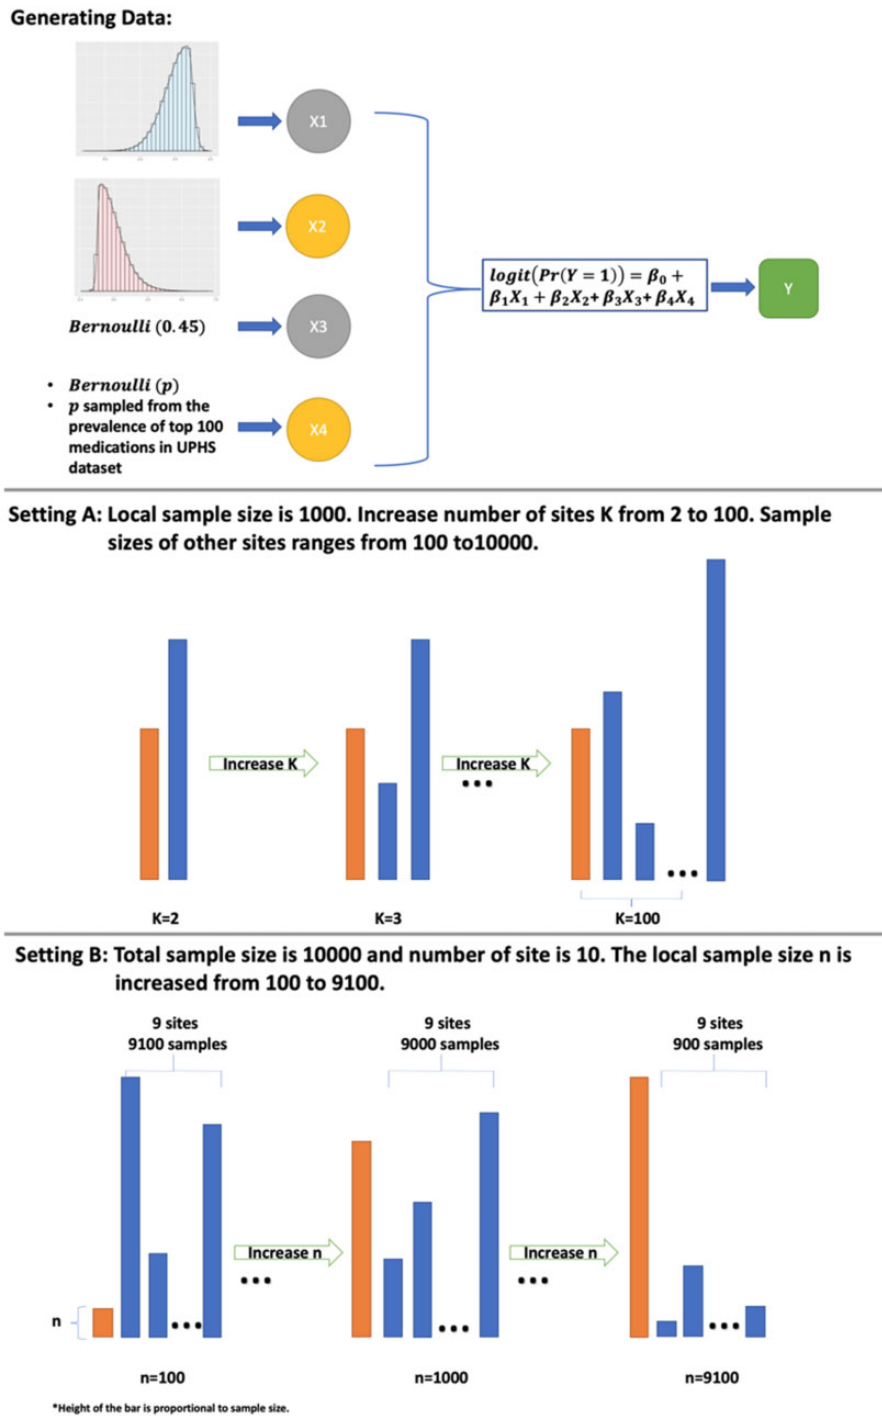 Generating Data:
X1
X2
logit(Pr(Y = 1)) = β₀ +
β₁X₁ + β₂X₂+ β₃X₃+ β₄X₄
Y
Bernoulli (0.45)
X3
• Bernoulli (p)
• p sampled from the
prevalence of top 100
medications in UPHS
dataset
X4
Setting A: Local sample size is 1000. Increase number of sites K from 2 to 100. Sample
sizes of other sites ranges from 100 to10000.
Increase K
Increase K
•••
•••
K=2
K=3
K=100
Setting B: Total sample size is 10000 and number of site is 10. The local sample size n is
increased from 100 to 9100.
9 sites
9100 samples
9 sites
9000 samples
9 sites
900 samples
Increase n
•••
Increase n
•••
n
•••
•••
•••
n=100
n=1000
n=9100
*Height of the bar is proportional to sample size.